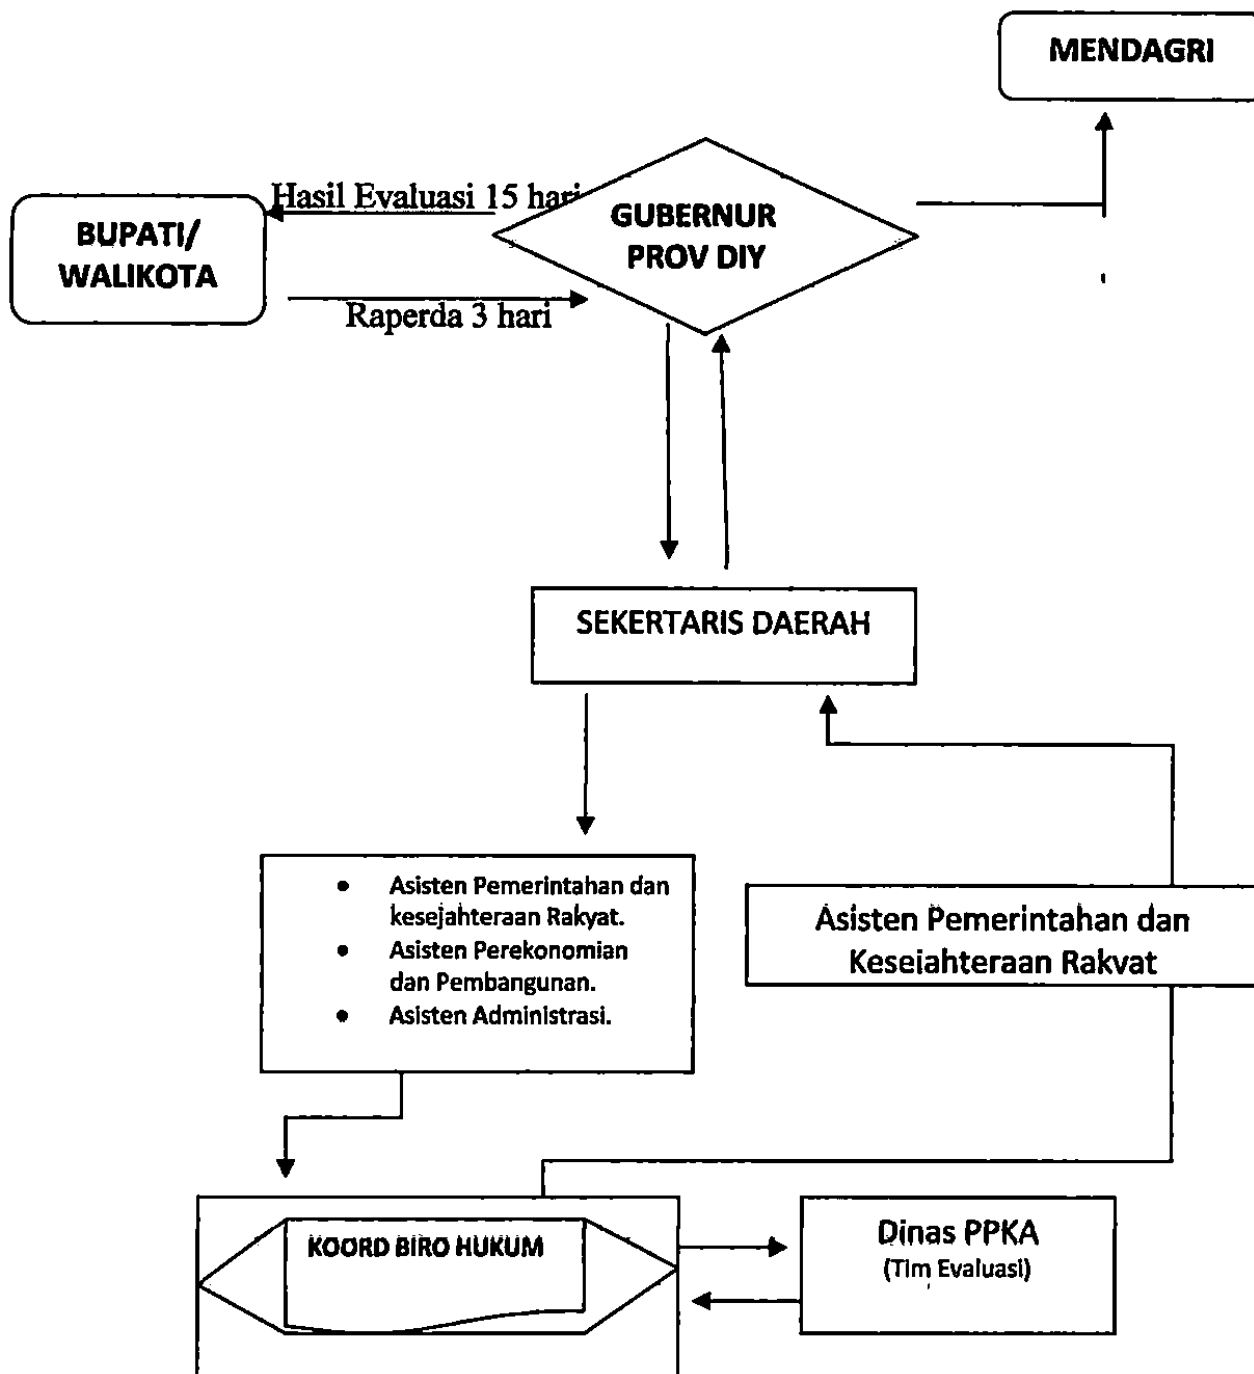 MENDAGRI
Hasil Evaluasi 15 hari
BUPATI/
WALIKOTA
GUBERNUR
PROV DIY
Raperda 3 hari
SEKERTARIS DAERAH
• Asisten Pemerintahan dan
kesejahteraan Rakyat.
• Asisten Perekonomian
dan Pembangunan.
• Asisten Administrasi.
Asisten Pemerintahan dan
Kesejahteraan Rakyat
KOORD BIRO HUKUM
Dinas PPKA
(Tim Evaluasi)